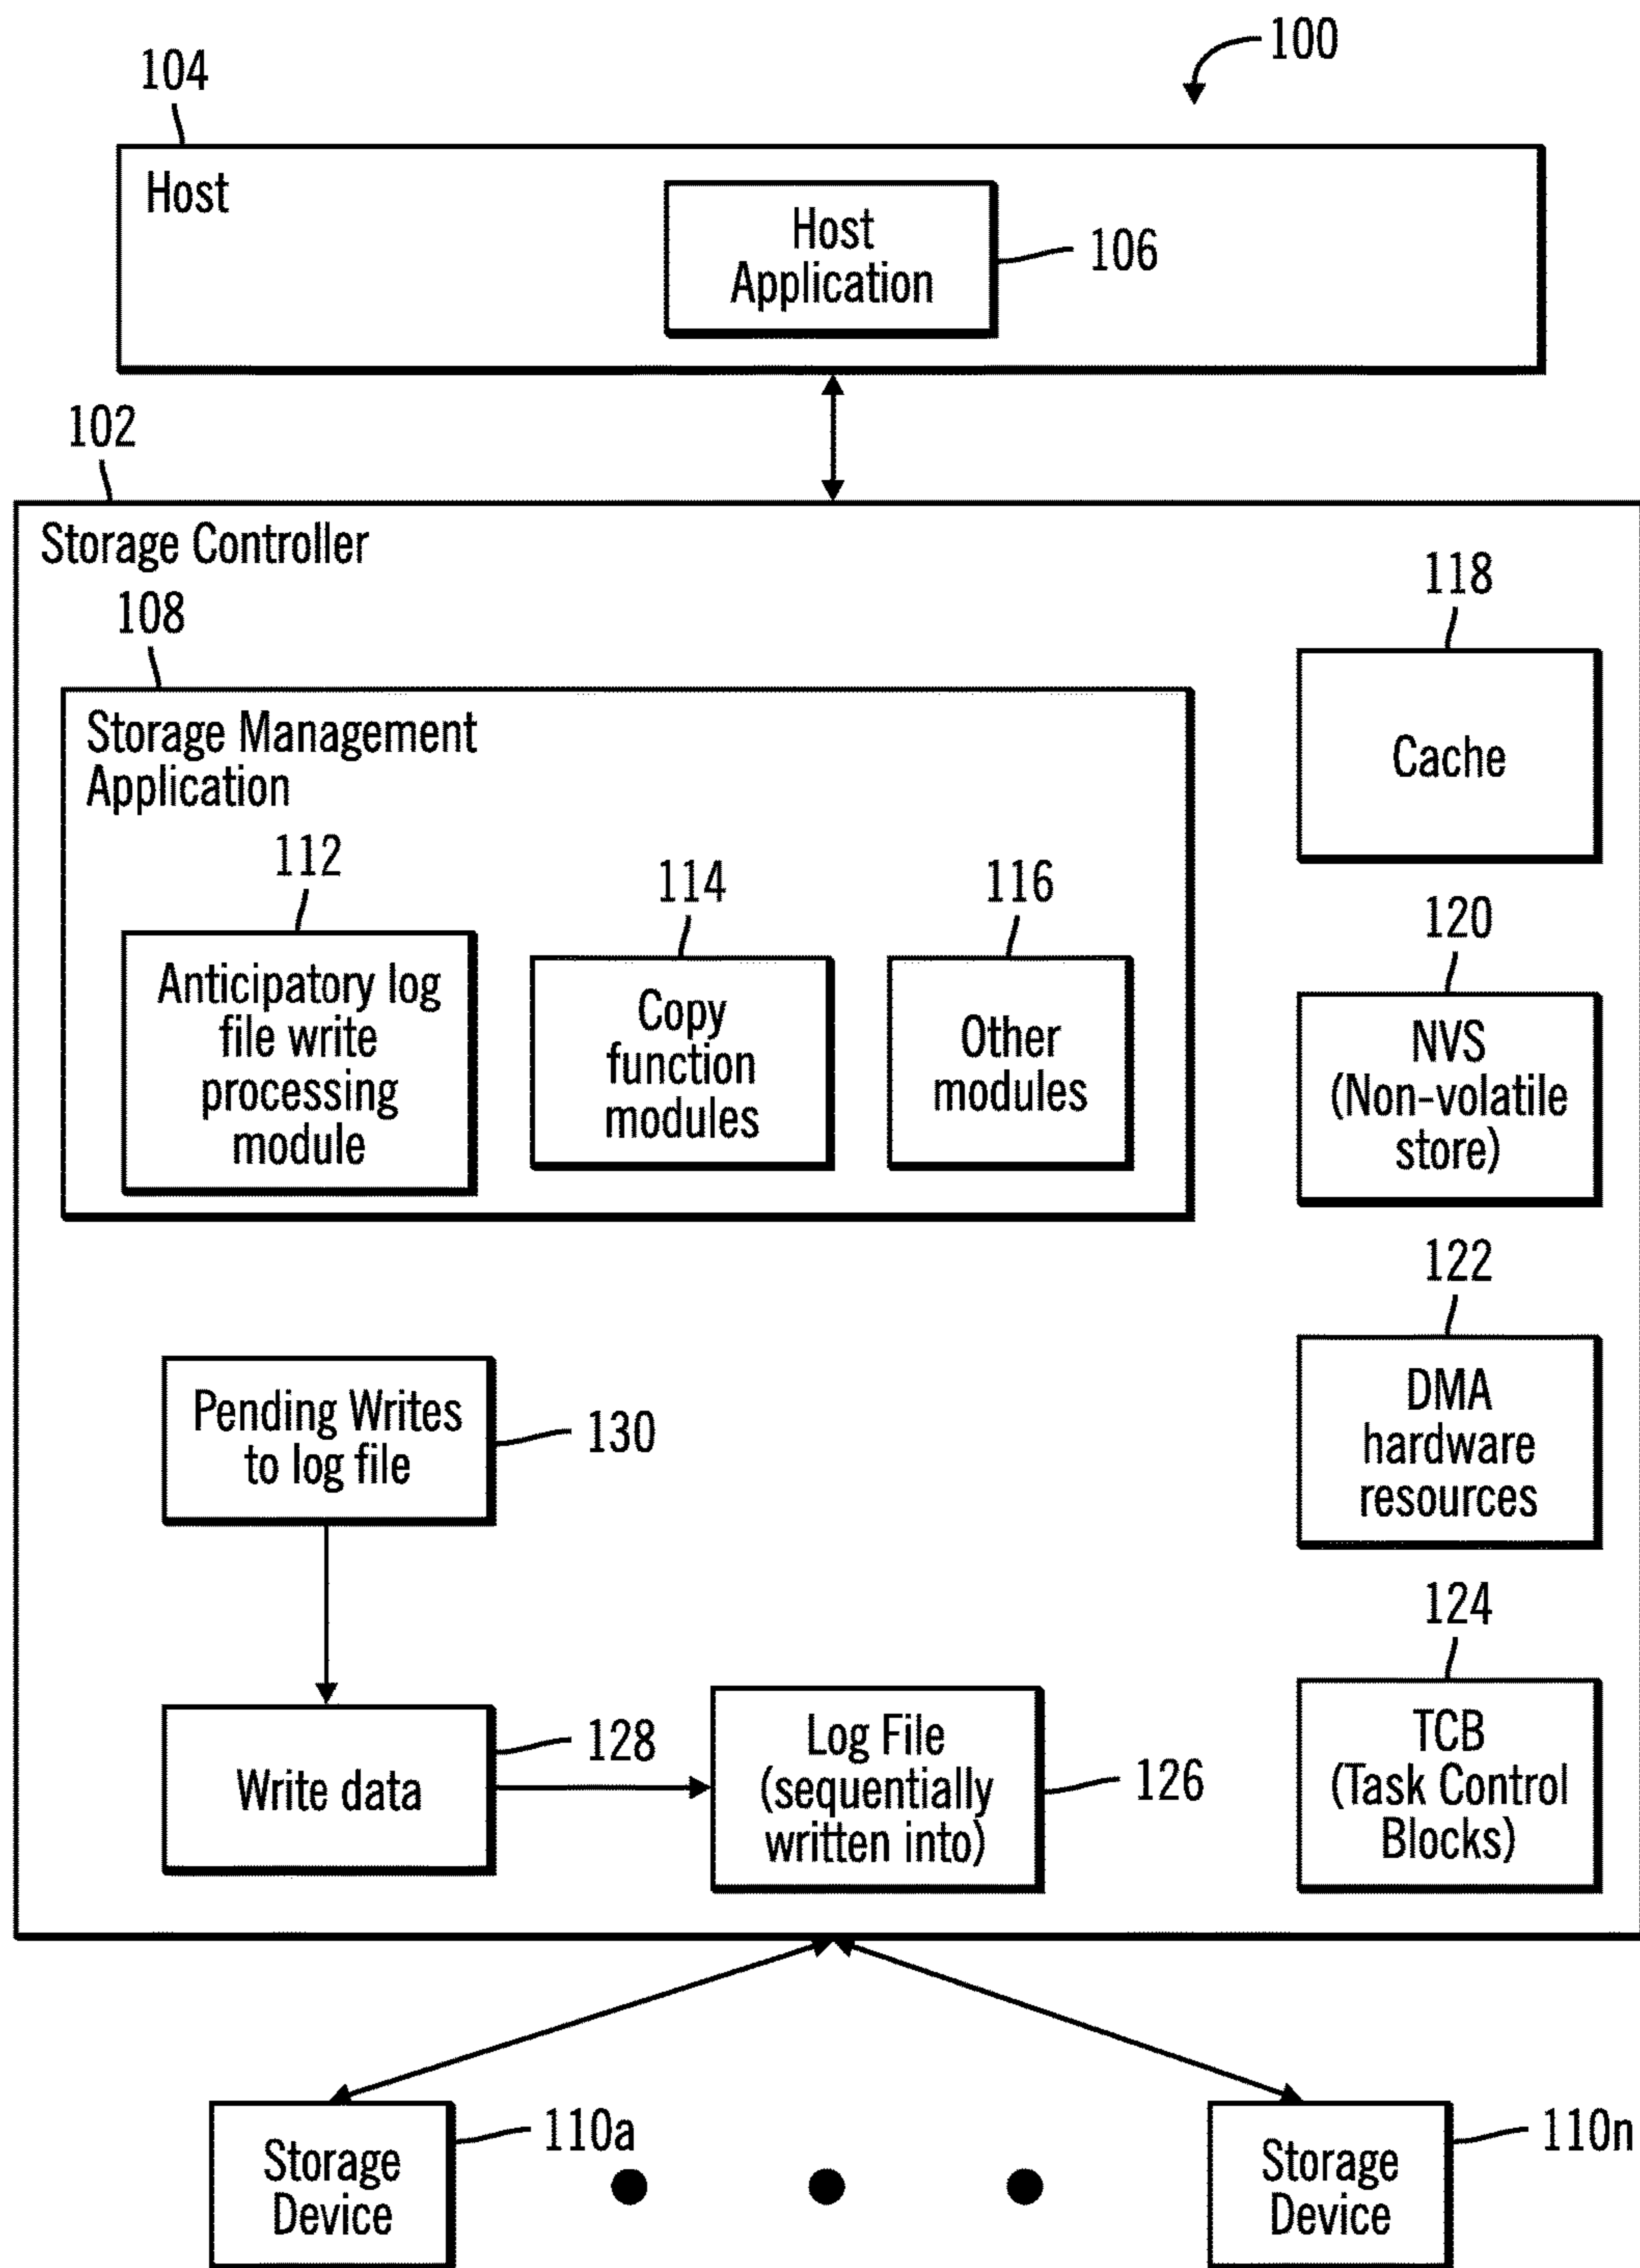 100
104
Host
Host
Application
106
102
Storage Controller
118
108
Storage Management
Application
Cache
112
114
116
120
Anticipatory log
file write
processing
module
Copy
function
modules
Other
modules
NVS
(Non-volatile
store)
122
DMA
hardware
resources
Pending Writes
to log file
130
124
Write data
128
Log File
(sequentially
written into)
126
TCB
(Task Control
Blocks)
Storage
Device
110a
Storage
Device
110n